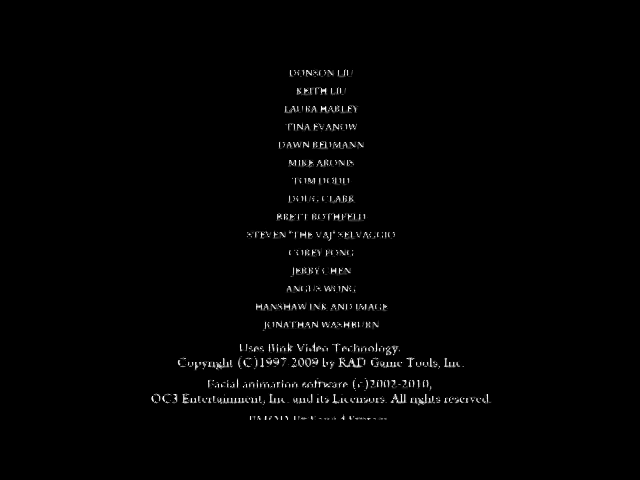 DONSON LIU
KEITH LIU
LAURA HARLEY
TINA EVANOW
DAWN REDMANN
MIKE ARONIS
TOM DODD
DOUG CLARK
BRETT ROTHFELD
STEVEN "THE VAJ" SELVAGGIO
COREY FONG
JERRY CHEN
ANGUS WONG
HANSHAW INK AND IMAGE
JONATHAN WASHBURN
Uses Bink Video Technology.
Copyright (C)1997-2009 by RAD Game Tools, Inc.
Facial animation software (c)2002-2010,
OC3 Entertainment, Inc. and its Licensors. All rights reserved.